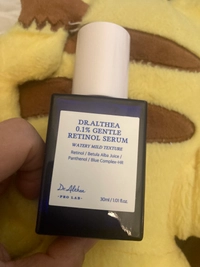 DR.ALTHEA
0.1% GENTLE
RETINOL SERUM
WATERY MILD TEXTURE
Retinol / Betula Alba Juice /
Panthenol / Blue Complex-HR
Dr.Althea
PRO LAB
30ml / 1.01 fl.oz.